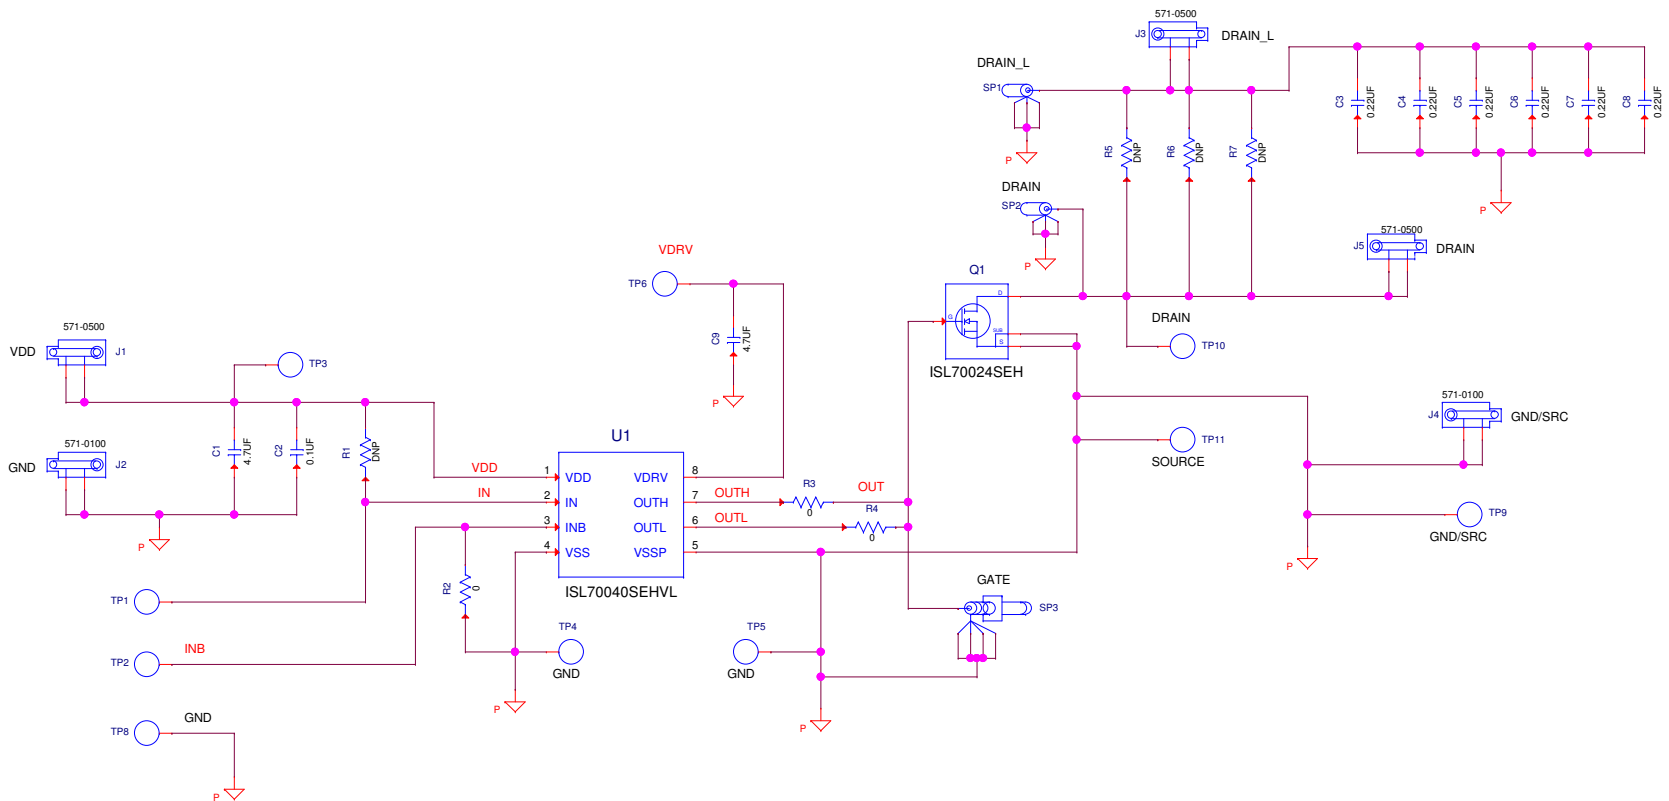 571-0500
J3
DRAIN_L
DRAIN_L
SP1
P
C3
0.22UF
C4
0.22UF
C5
0.22UF
C6
0.22UF
C7
0.22UF
C8
0.22UF
P
R5
DNP
R6
DNP
R7
DNP
DRAIN
SP2
P
571-0500
J5
DRAIN
VDRV
TP6
C9
4.7UF
P
Q1
D
G
SUB
S
ISL70024SEH
DRAIN
TP10
571-0500
VDD
J1
TP3
571-0100
GND
J2
C1
4.7UF
C2
0.1UF
R1
DNP
P
571-0100
J4
GND/SRC
TP11
SOURCE
TP9
GND/SRC
P
U1
VDD
1
VDD
VDRV
8
IN
2
IN
OUTH
7
OUTH
R3
0
OUT
3
INB
OUTL
6
OUTL
R4
0
4
VSS
VSSP
5
ISL70040SEHVL
R2
0
TP1
TP2
INB
TP4
GND
P
TP5
GND
P
GATE
SP3
TP8
GND
P